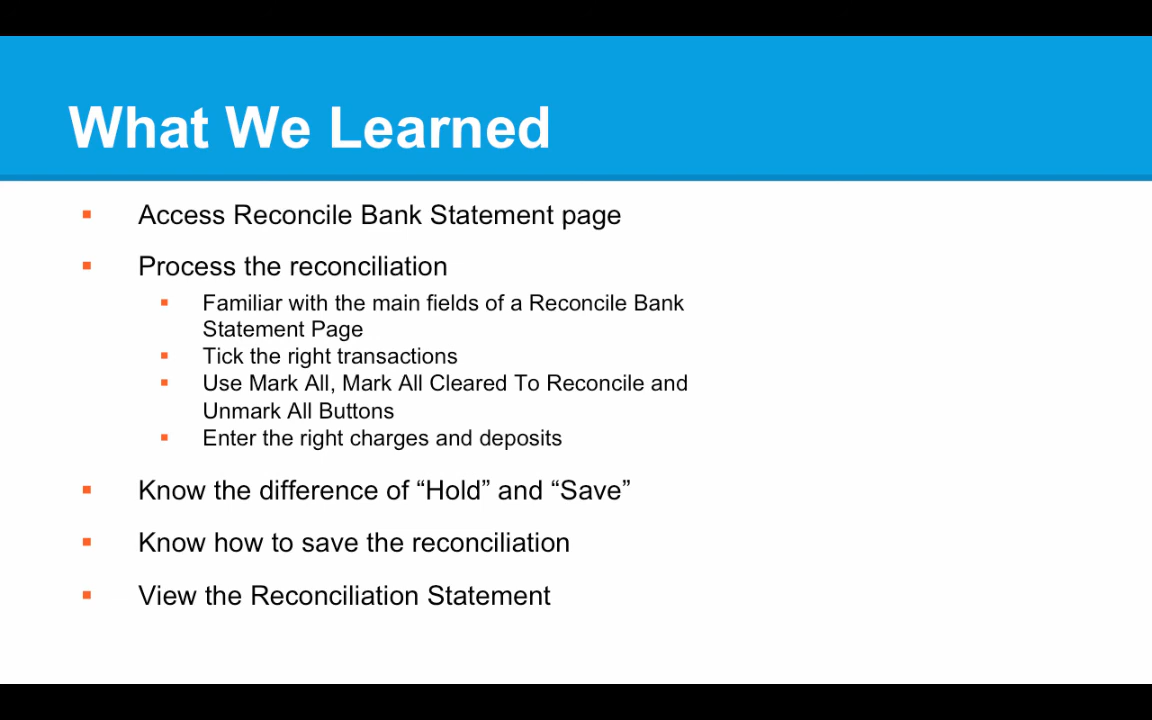 What We Learned
Access Reconcile Bank Statement page
Process the reconciliation
Familiar with the main fields of a Reconcile Bank
Statement Page
Tick the right transactions
Use Mark All, Mark All Cleared To Reconcile and
Unmark All Buttons
Enter the right charges and deposits
Know the difference of “Hold” and “Save”
Know how to save the reconciliation
View the Reconciliation Statement